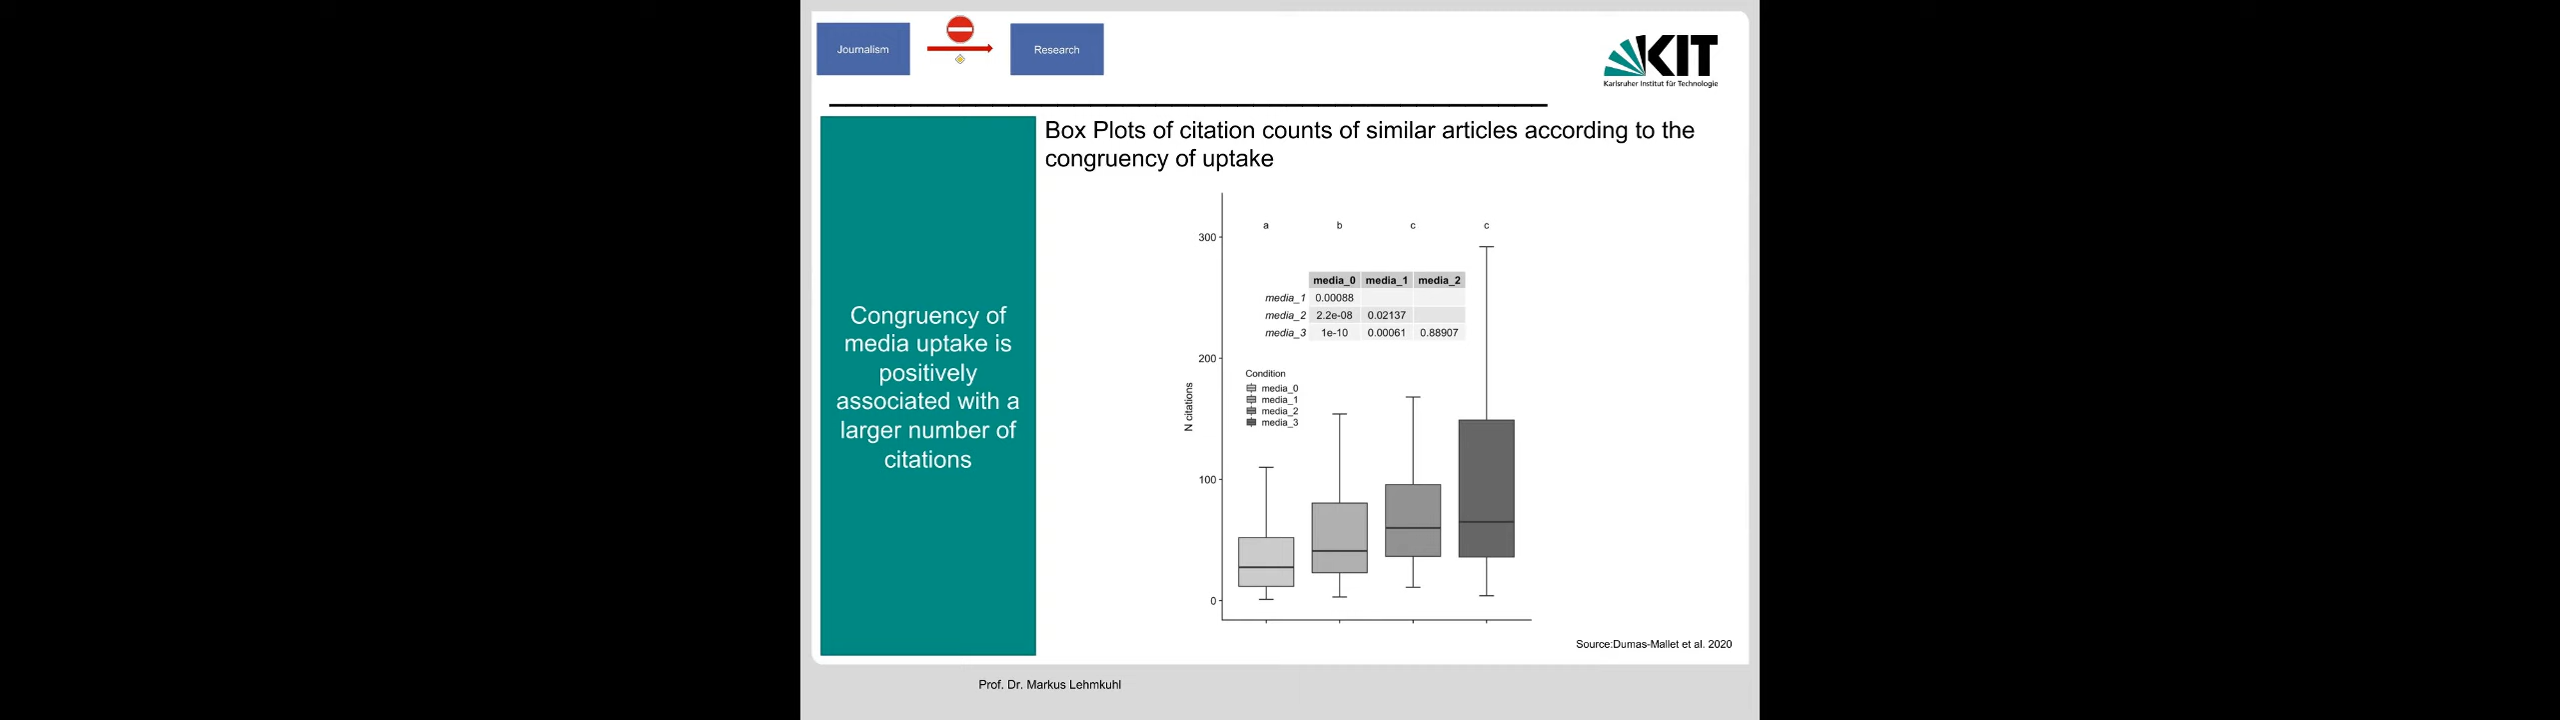 Journalism
Research
KIT
Karlsruher Institut für Technologie
Box Plots of citation counts of similar articles according to the
congruency of uptake
Congruency of
media uptake is
positively
associated with a
larger number of
citations
a b c c
300
200
100
0
N citations
media_0 media_1 media_2
media_1 0.00088
media_2 2.2e-08 0.02137
media_3 1e-10 0.00061 0.88907
Condition
media_0
media_1
media_2
media_3
Source:Dumas-Mallet et al. 2020
Prof. Dr. Markus Lehmkuhl